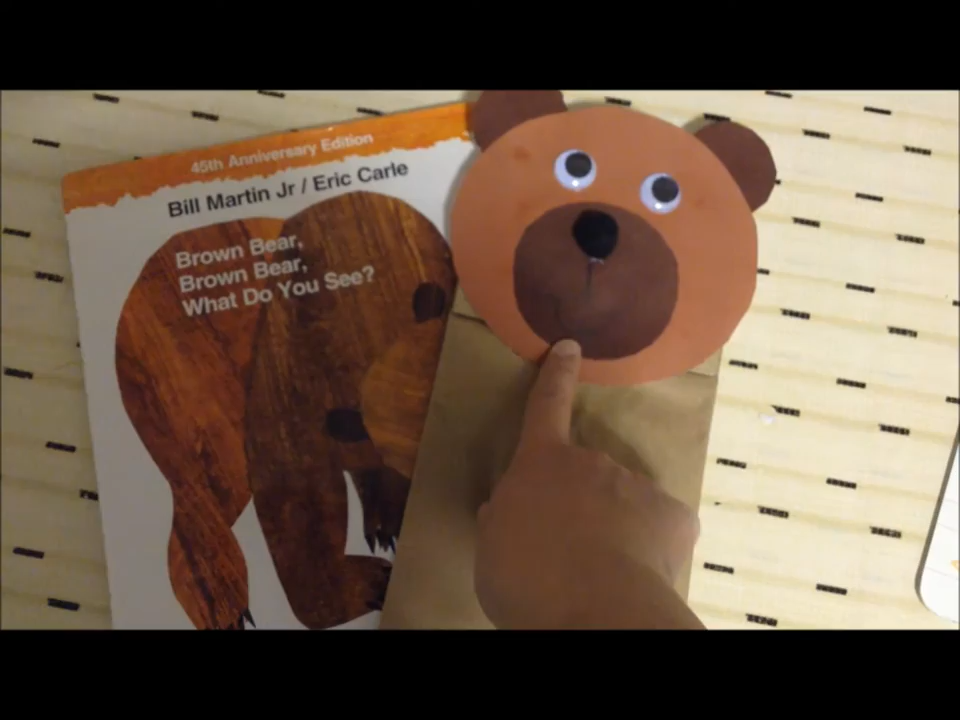 45th Anniversary Edition
Bill Martin Jr / Eric Carle
Brown Bear,
Brown Bear,
What Do You See?